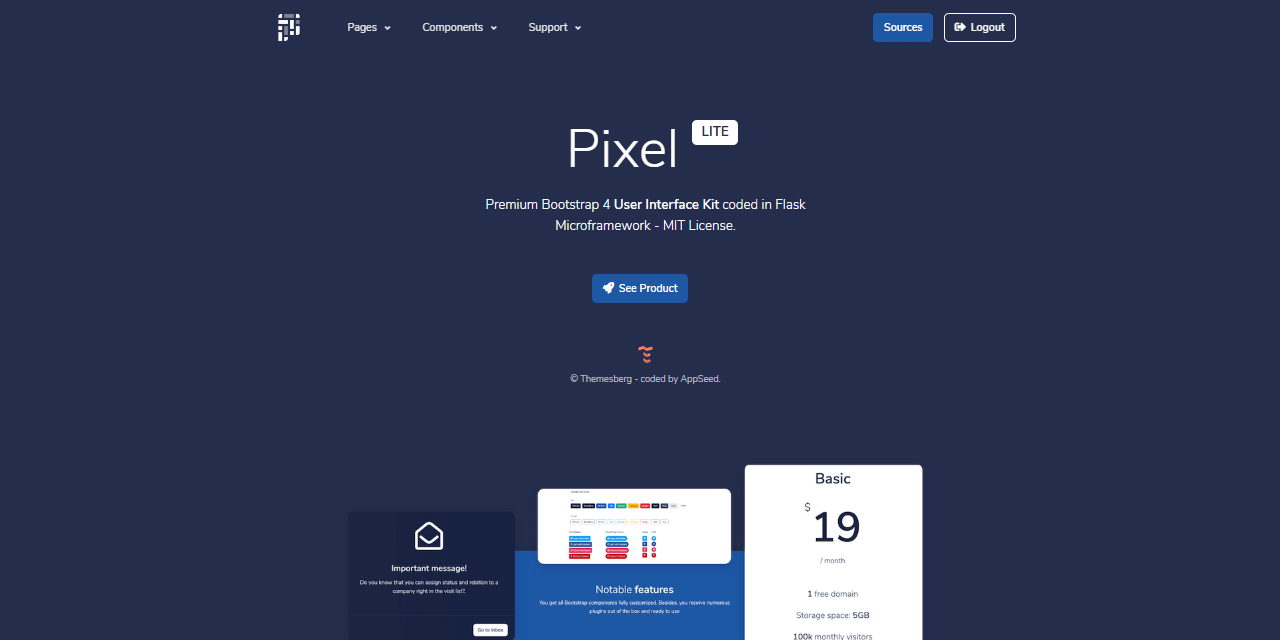 Pages Components Support Sources Logout
Pixel LITE
Premium Bootstrap 4 User Interface Kit coded in Flask
Microframework - MIT License.
See Product
© Themesberg - coded by AppSeed.
Important message!
Do you know that you can assign status and relation to a
company right in the visit list?.
Go to Inbox
Notable features
You get all Bootstrap components fully customized. Besides, you receive numerous
plugins out of the box and ready to use
Basic
$
19
/ month
1 free domain
Storage space: 5GB
100k monthly visitors